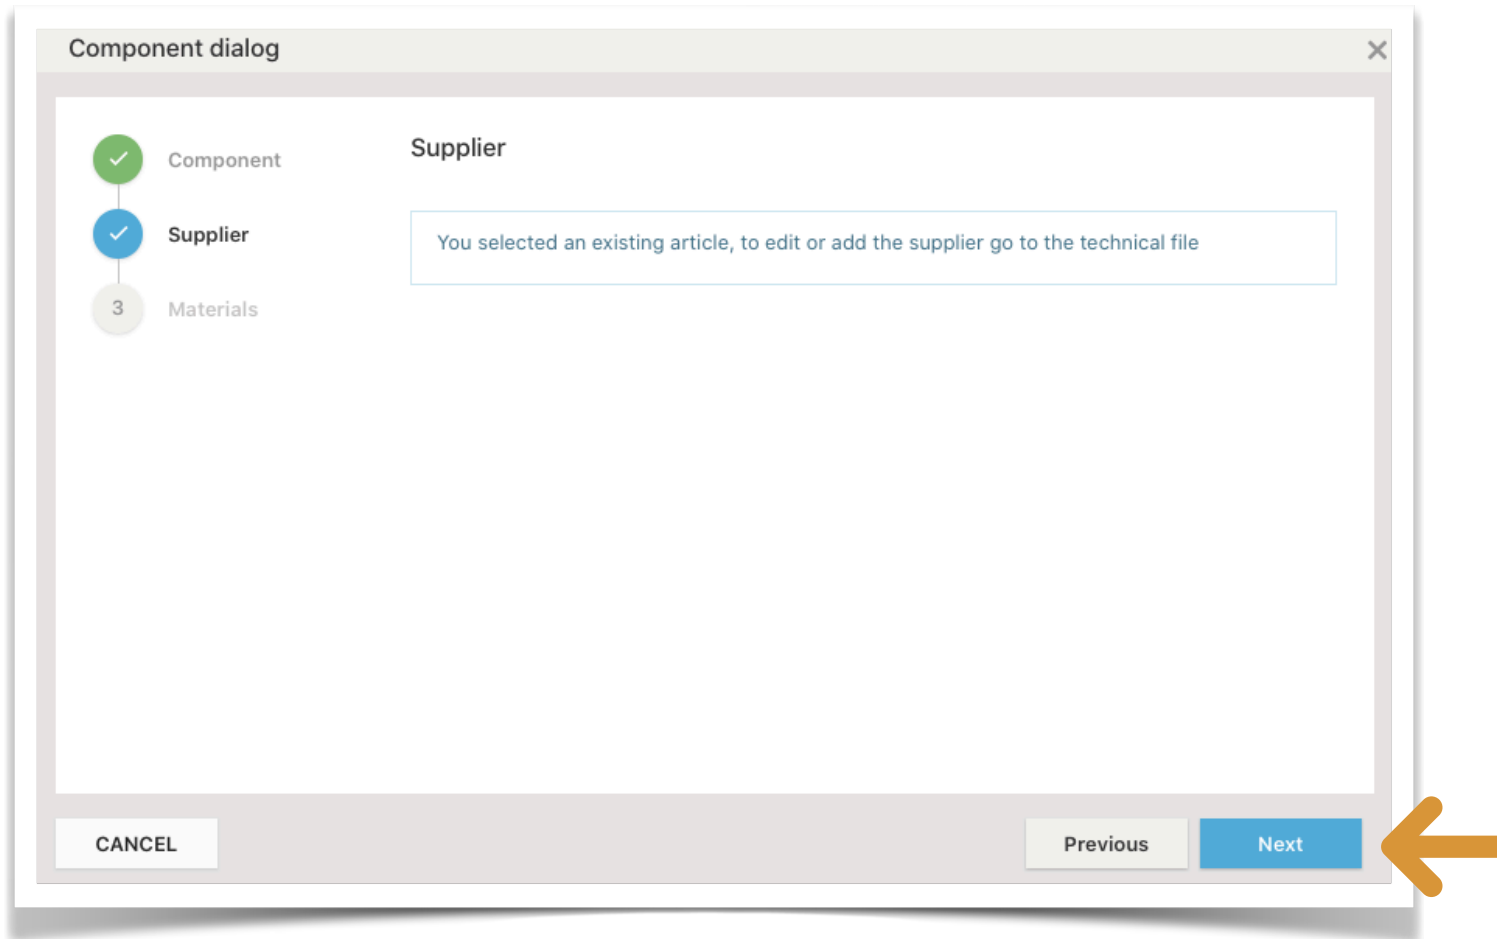 Component dialog
Component
Supplier
3 Materials
Supplier
You selected an existing article, to edit or add the supplier go to the technical file
CANCEL
Previous
Next